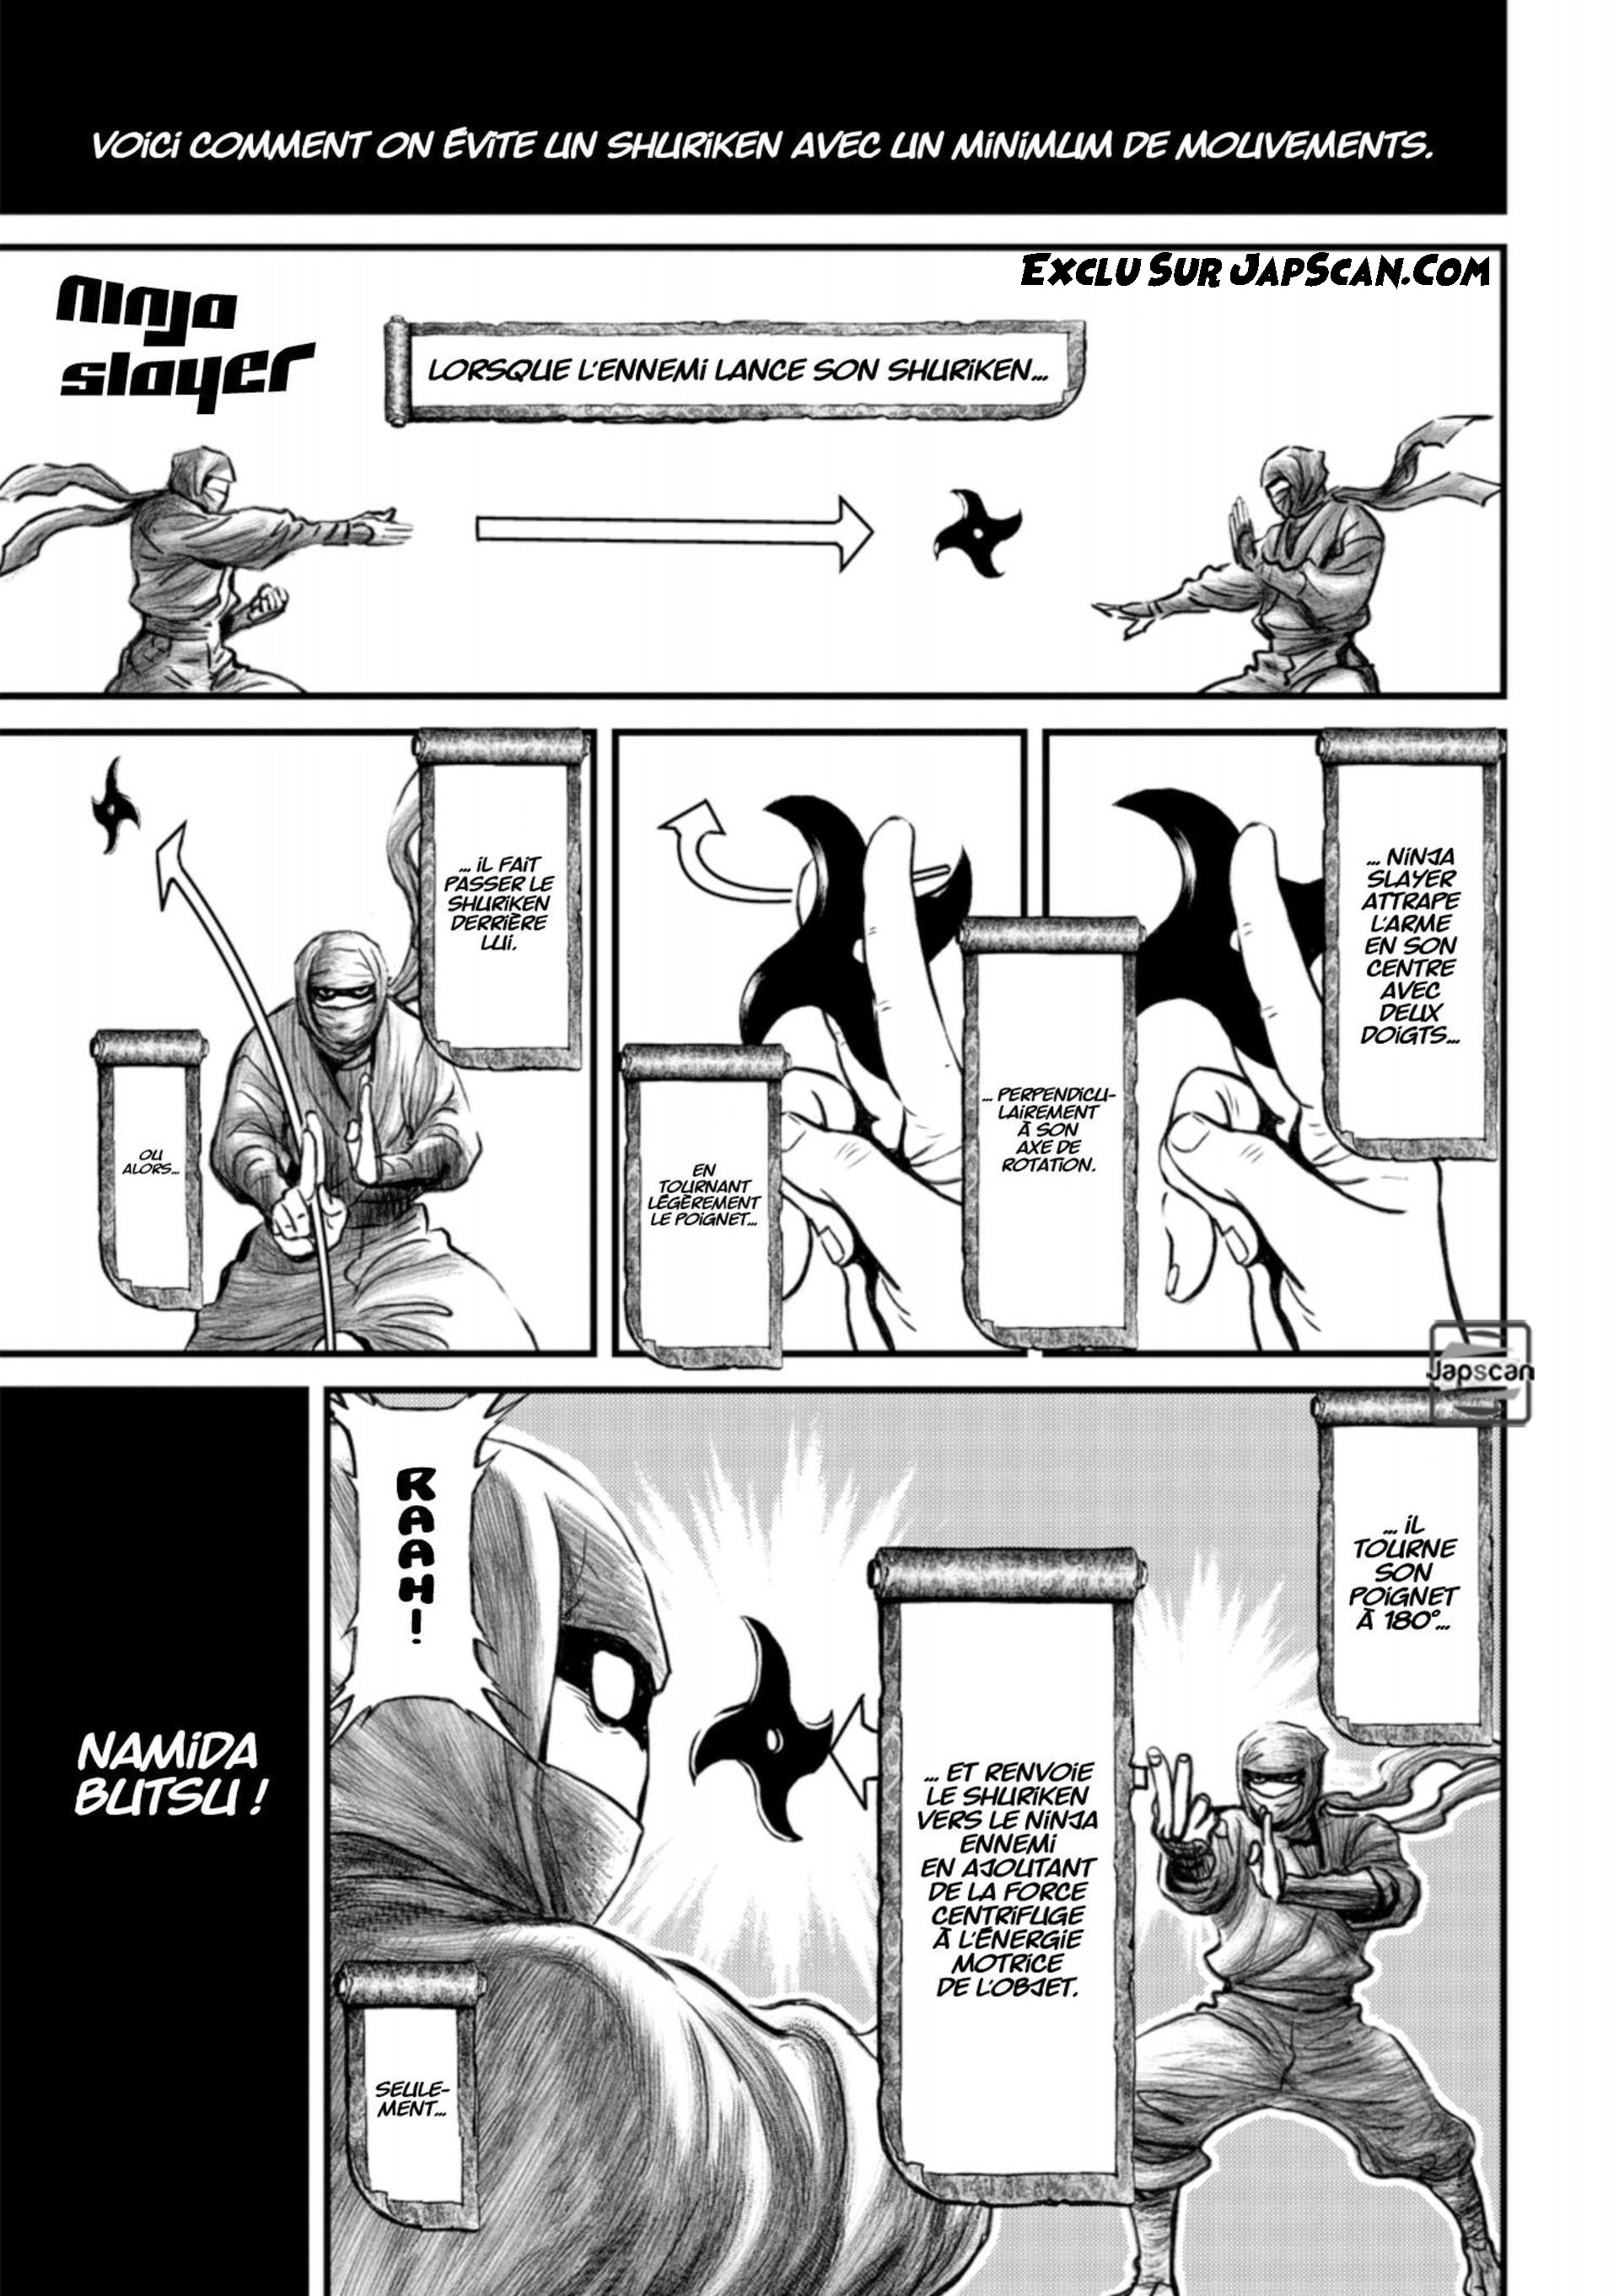 VOICI COMMENT ON ÉVITE UN SHURIKEN AVEC UN MINIMUM DE MOUVEMENTS.
EXCLU SUR JAPSCAN.COM
ninja
slayer
LORSQUE L'ENNEMI LANCE SON SHURIKEN...
... NINJA
SLAYER
ATTRAPE
L'ARME
EN SON
CENTRE
AVEC
DEUX
DOIGTS...
... PERPENDICU-
LAIREMENT
À SON
AXE DE
ROTATION.
EN
TOURNANT
LÉGÈREMENT
LE POIGNET...
... IL FAIT
PASSER LE
SHURIKEN
DERRIÈRE
LUI.
OU
ALORS...
Japscan
... IL
TOURNE
SON
POIGNET
À 180°...
... ET RENVOIE
LE SHURIKEN
VERS LE NINJA
ENNEMI
EN AJOUTANT
DE LA FORCE
CENTRIFUGE
À L'ÉNERGIE
MOTRICE
DE L'OBJET.
RAAH!
SEULE-
MENT...
NAMIDA
BUTSU !